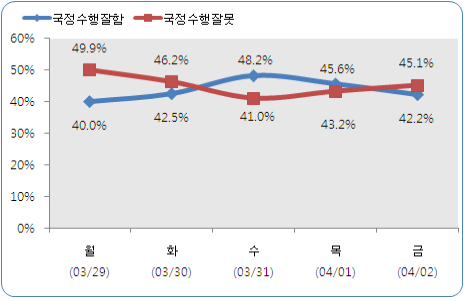 국정수행잘함 국정수행잘못
60%
50%
40%
30%
20%
10%
0%
49.9% 46.2% 48.2% 45.6% 45.1%
40.0% 42.5% 41.0% 43.2% 42.2%
월 화 수 목 금
(03/29) (03/30) (03/31) (04/01) (04/02)